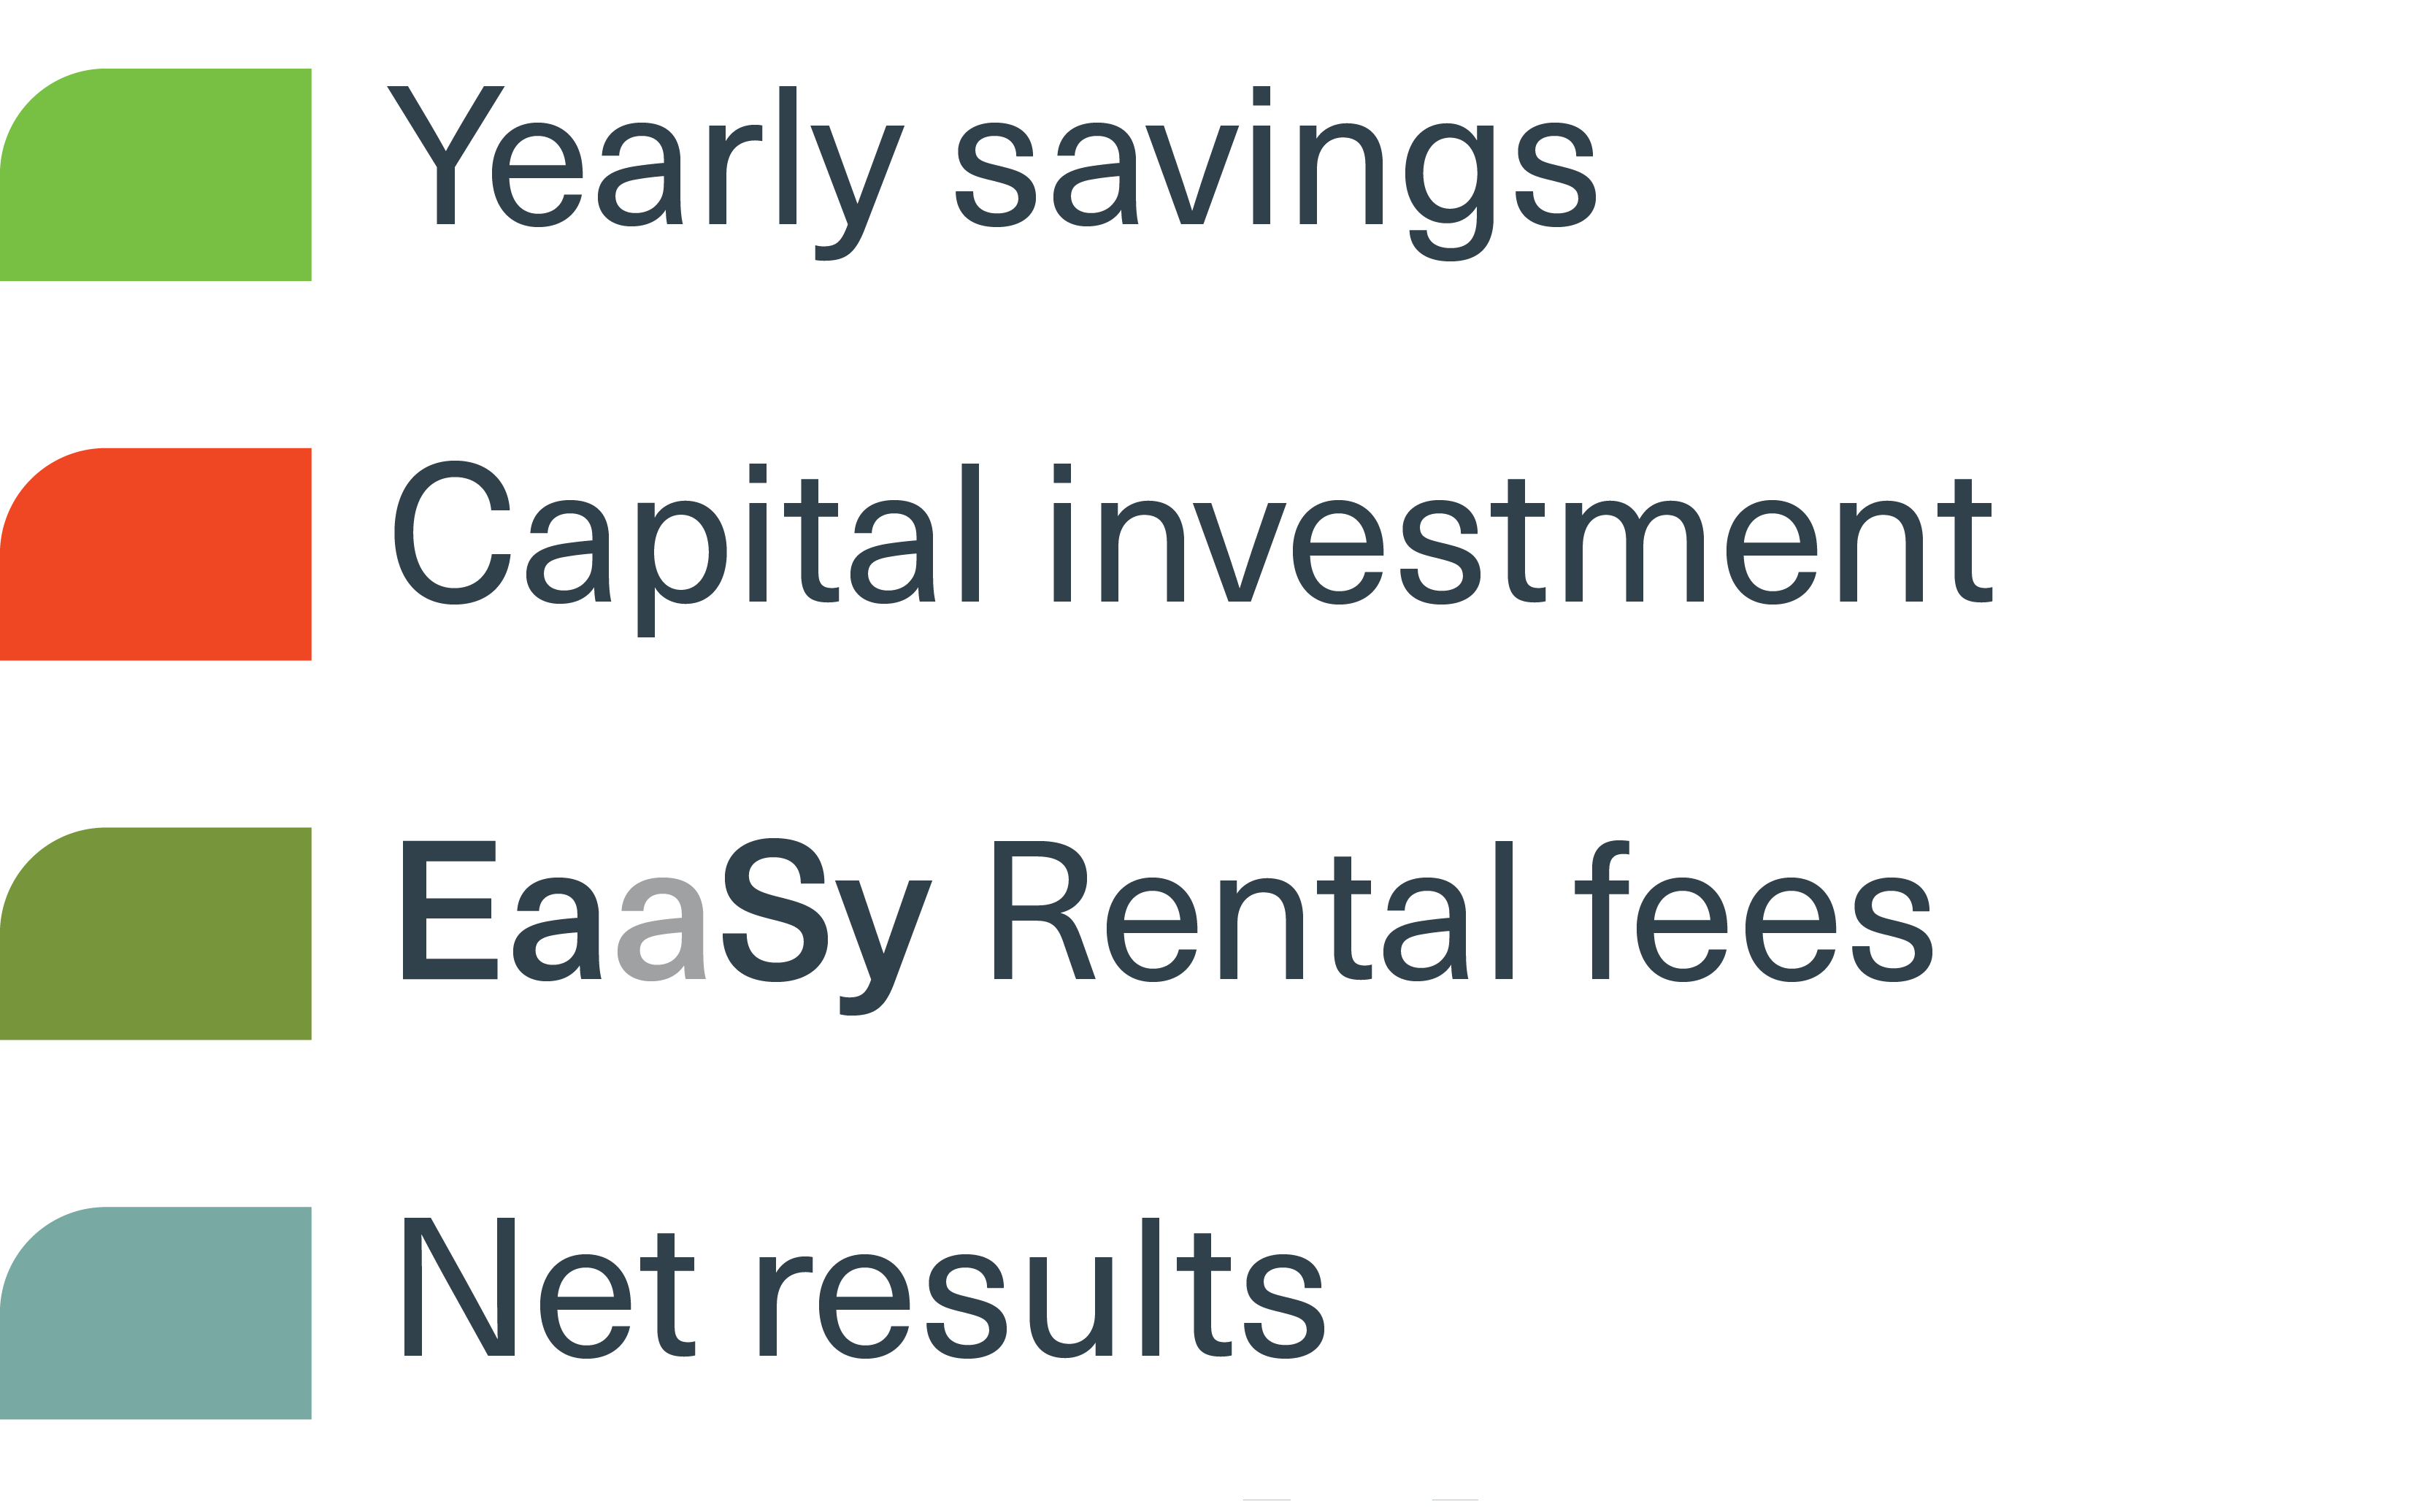 Yearly savings
Capital investment
EaaSy Rental fees
Net results